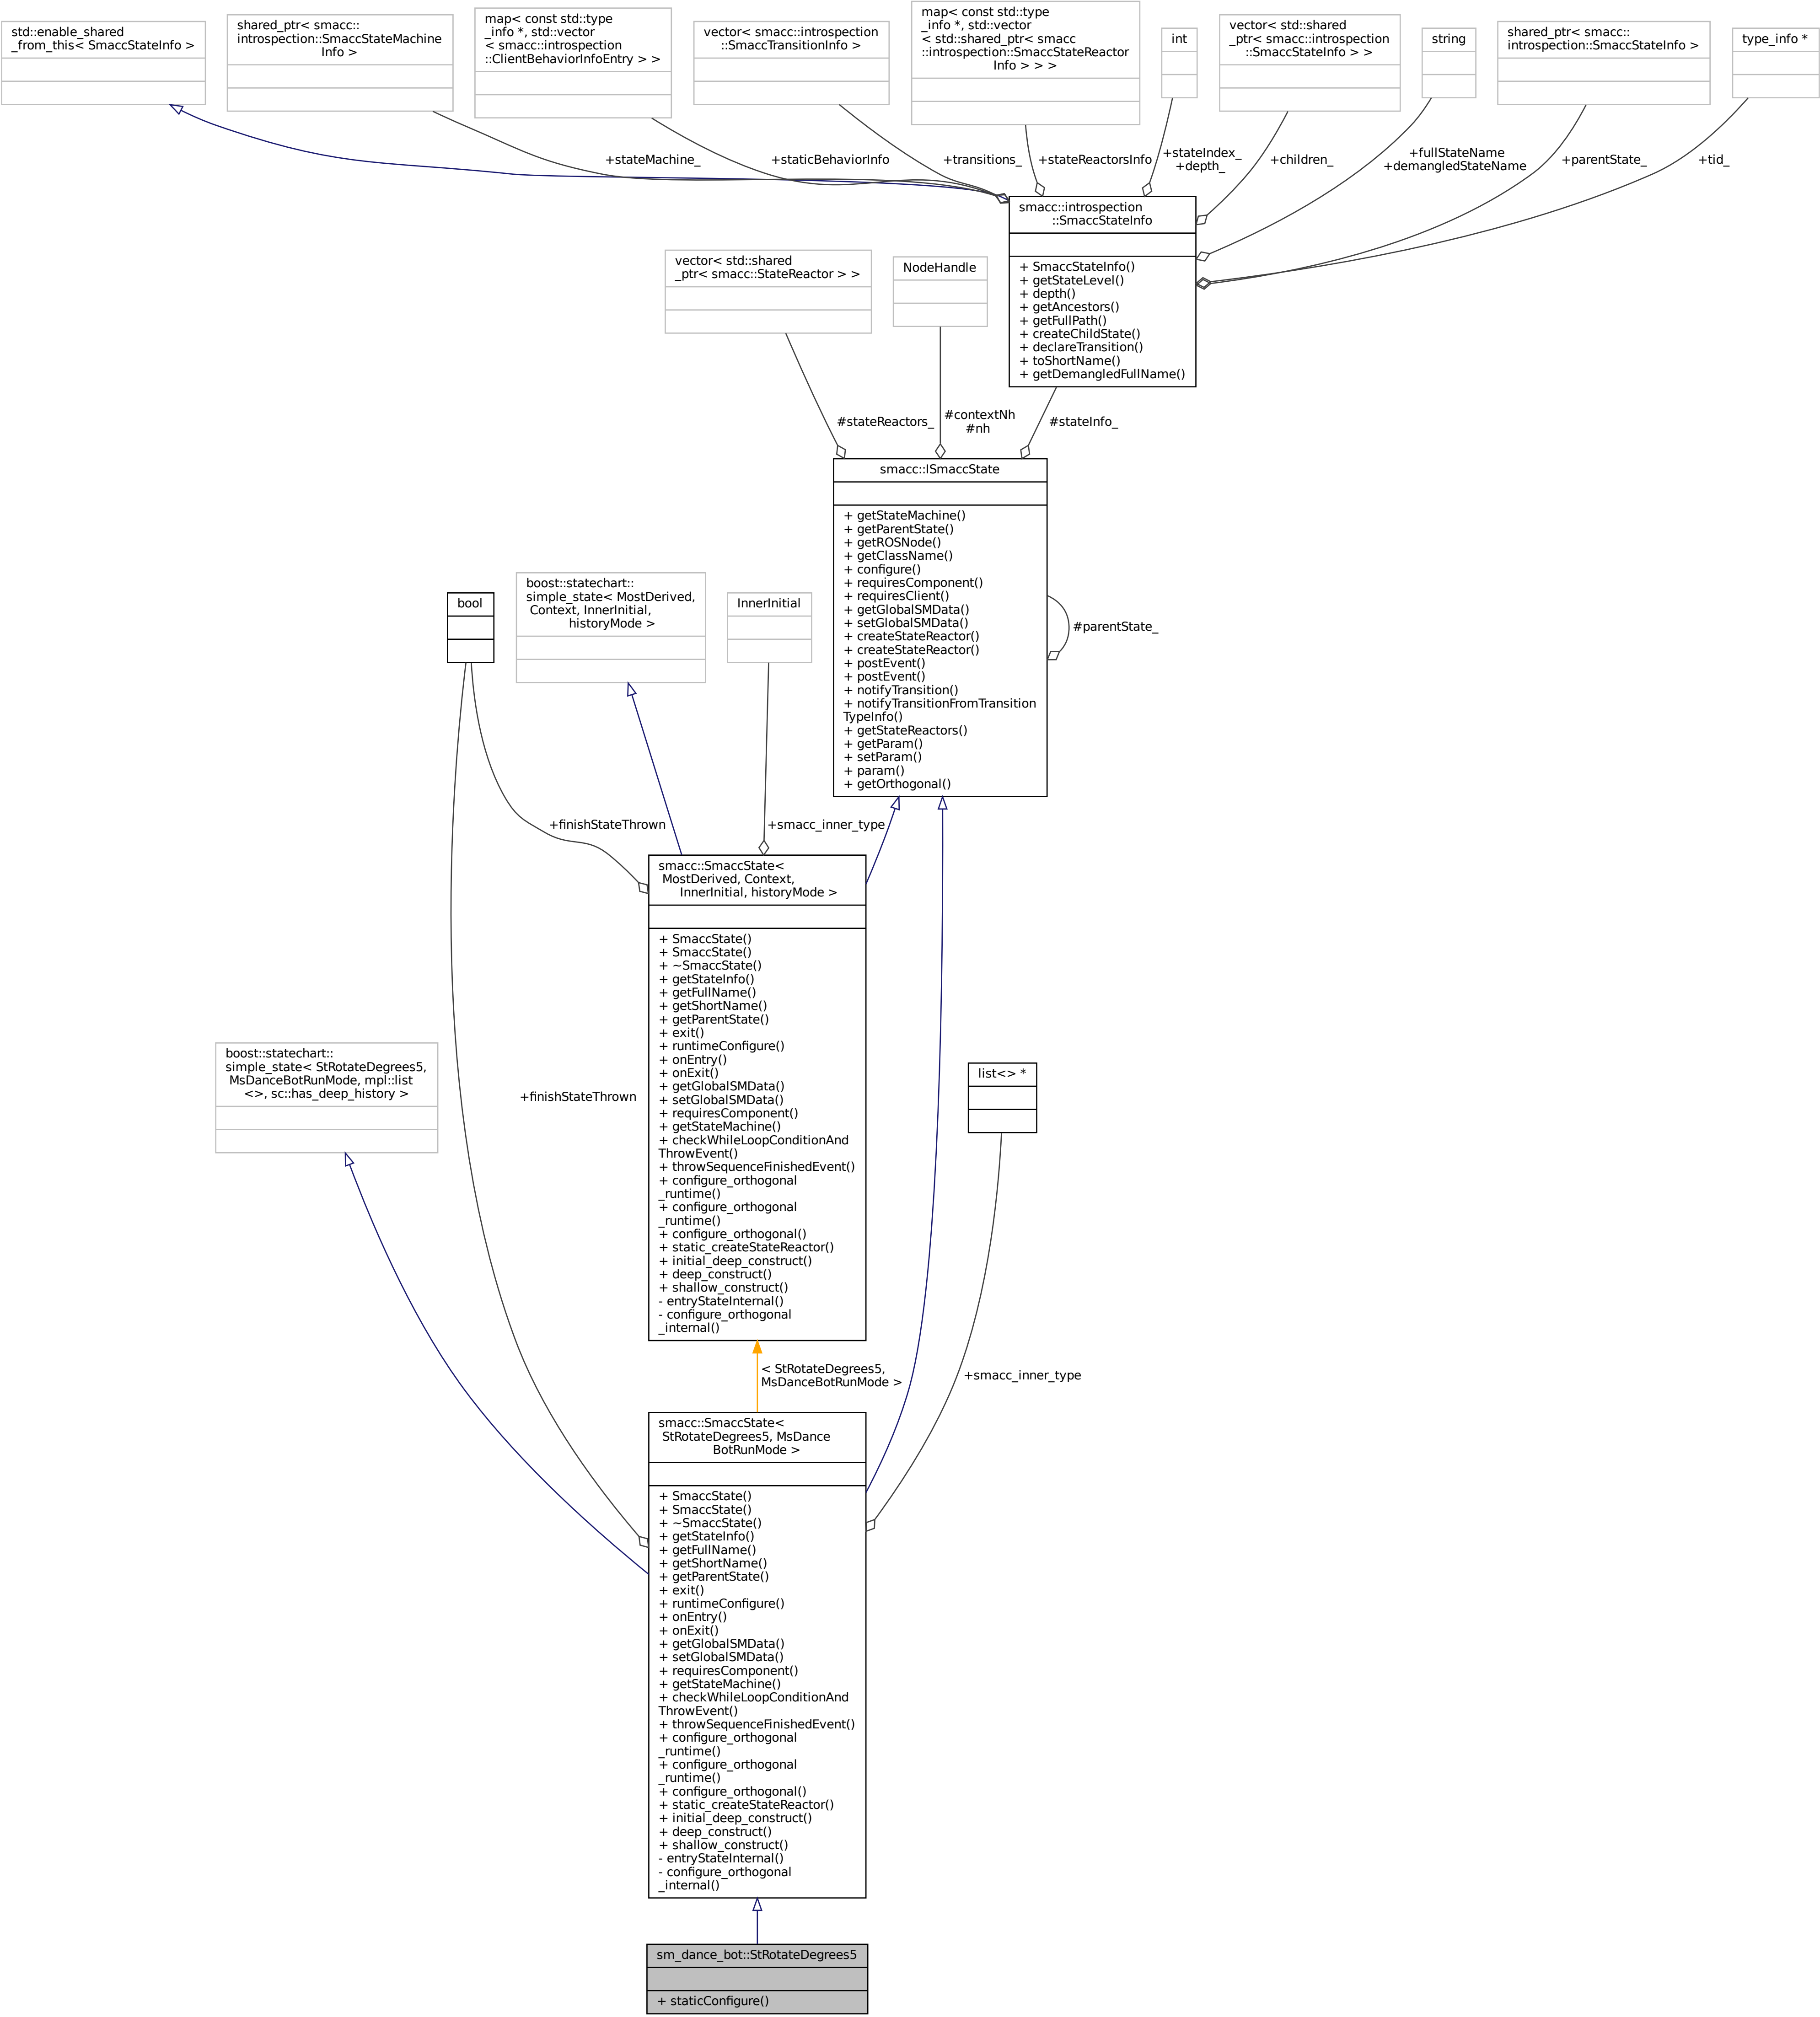 std::enable_shared
_from_this< SmaccStateInfo >
shared_ptr< smacc::
introspection::SmaccStateMachine
Info >
map< const std::type
_info *, std::vector
< smacc::introspection
::ClientBehaviorInfoEntry > >
vector< smacc::introspection
::SmaccTransitionInfo >
map< const std::type
_info *, std::vector
< std::shared_ptr< smacc
::introspection::SmaccStateReactor
Info > > >
int
vector< std::shared
_ptr< smacc::introspection
::SmaccStateInfo > >
string
shared_ptr< smacc::
introspection::SmaccStateInfo >
type_info *
+stateMachine_
+staticBehaviorInfo
+transitions_
+stateReactorsInfo
+stateIndex_
+depth_
+children_
+fullStateName
+demangledStateName
+parentState_
+tid_
smacc::introspection
::SmaccStateInfo
+ SmaccStateInfo()
+ getStateLevel()
+ depth()
+ getAncestors()
+ getFullPath()
+ createChildState()
+ declareTransition()
+ toShortName()
+ getDemangledFullName()
vector< std::shared
_ptr< smacc::StateReactor > >
NodeHandle
#stateReactors_
#contextNh
#nh
#stateInfo_
smacc::ISmaccState
+ getStateMachine()
+ getParentState()
+ getROSNode()
+ getClassName()
+ configure()
+ requiresComponent()
+ requiresClient()
+ getGlobalSMData()
+ setGlobalSMData()
+ createStateReactor()
+ createStateReactor()
+ postEvent()
+ postEvent()
+ notifyTransition()
+ notifyTransitionFromTransition
TypeInfo()
+ getStateReactors()
+ getParam()
+ setParam()
+ param()
+ getOrthogonal()
#parentState_
bool
boost::statechart::
simple_state< MostDerived,
Context, InnerInitial,
historyMode >
InnerInitial
+finishStateThrown
+smacc_inner_type
smacc::SmaccState<
MostDerived, Context,
InnerInitial, historyMode >
+ SmaccState()
+ SmaccState()
+ ~SmaccState()
+ getStateInfo()
+ getFullName()
+ getShortName()
+ getParentState()
+ exit()
+ runtimeConfigure()
+ onEntry()
+ onExit()
+ getGlobalSMData()
+ setGlobalSMData()
+ requiresComponent()
+ getStateMachine()
+ checkWhileLoopConditionAnd
ThrowEvent()
+ throwSequenceFinishedEvent()
+ configure_orthogonal
_runtime()
+ configure_orthogonal
_runtime()
+ configure_orthogonal()
+ static_createStateReactor()
+ initial_deep_construct()
+ deep_construct()
+ shallow_construct()
- entryStateInternal()
- configure_orthogonal
_internal()
boost::statechart::
simple_state< StRotateDegrees5,
MsDanceBotRunMode, mpl::list
<>, sc::has_deep_history >
+finishStateThrown
list<> *
< StRotateDegrees5,
MsDanceBotRunMode >
+smacc_inner_type
smacc::SmaccState<
StRotateDegrees5, MsDance
BotRunMode >
+ SmaccState()
+ SmaccState()
+ ~SmaccState()
+ getStateInfo()
+ getFullName()
+ getShortName()
+ getParentState()
+ exit()
+ runtimeConfigure()
+ onEntry()
+ onExit()
+ getGlobalSMData()
+ setGlobalSMData()
+ requiresComponent()
+ getStateMachine()
+ checkWhileLoopConditionAnd
ThrowEvent()
+ throwSequenceFinishedEvent()
+ configure_orthogonal
_runtime()
+ configure_orthogonal
_runtime()
+ configure_orthogonal()
+ static_createStateReactor()
+ initial_deep_construct()
+ deep_construct()
+ shallow_construct()
- entryStateInternal()
- configure_orthogonal
_internal()
sm_dance_bot::StRotateDegrees5
+ staticConfigure()